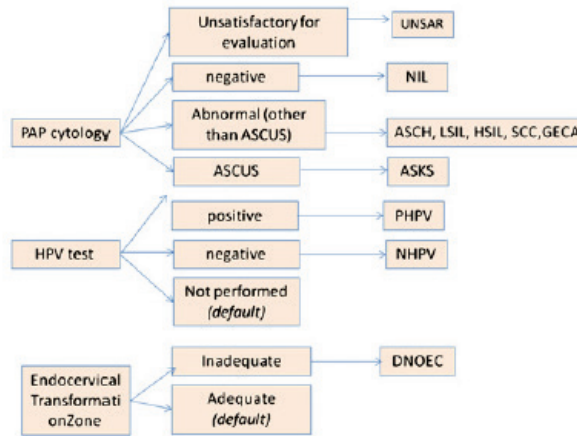 Unsatisfactory for
evaluation
UNSAR
negative
NIL
PAP cytology
Abnormal (other
than ASCUS)
ASCH, LSIL, HSIL, SCC,GECA
ASCUS
ASKS
positive
PHPV
HPV test
negative
NHPV
Not performed
(default)
Inadequate
DNOEC
Endocervical
Transformati
onZone
Adequate
(default)